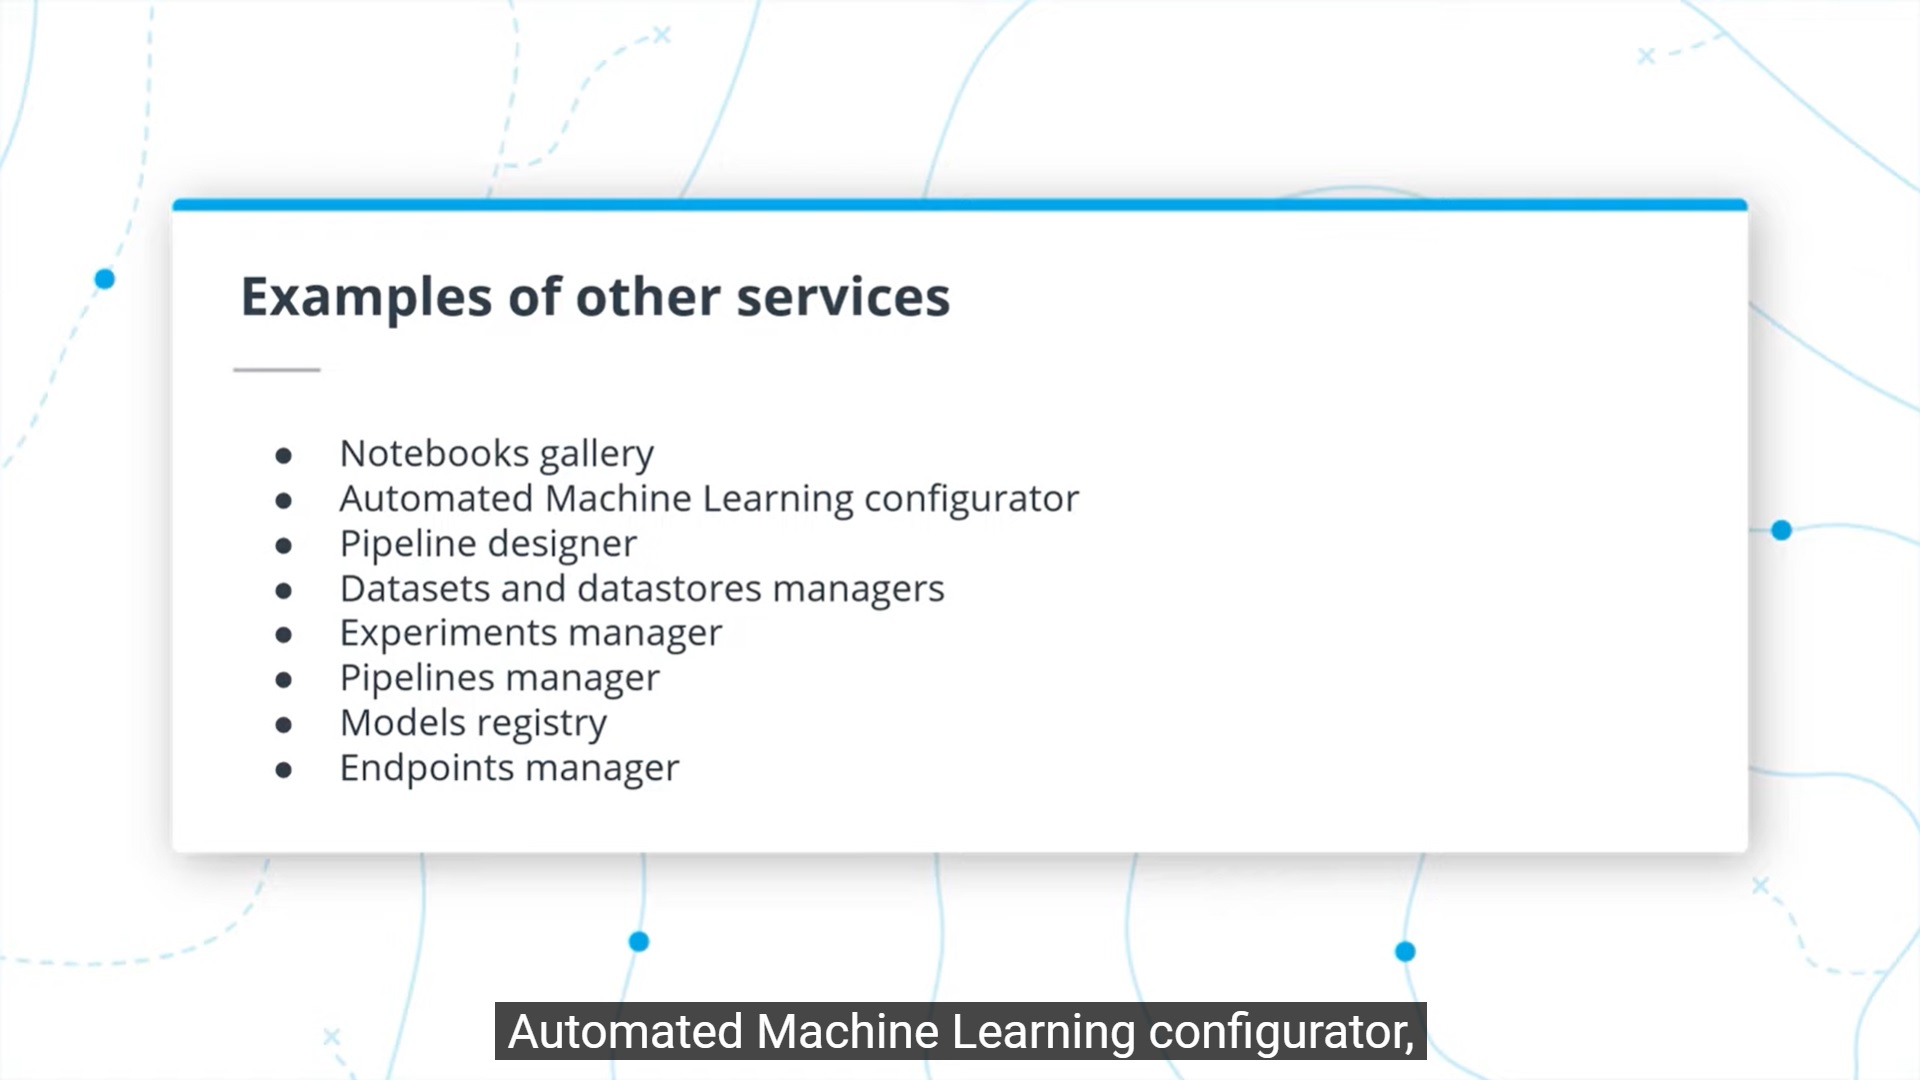 Examples of other services
● Notebooks gallery
● Automated Machine Learning configurator
● Pipeline designer
● Datasets and datastores managers
● Experiments manager
● Pipelines manager
● Models registry
● Endpoints manager
Automated Machine Learning configurator,